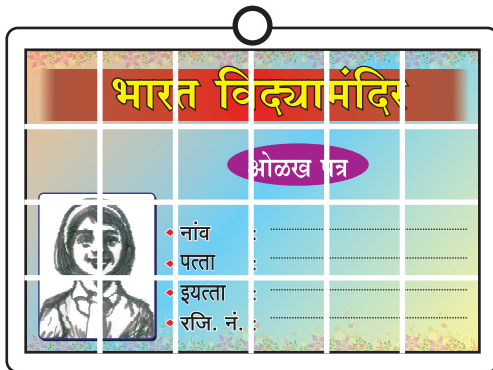 भारत विद्यामंदिर
ओळख पत्र
नांव :
पत्ता :
इयत्ता :
रजि. नं. :